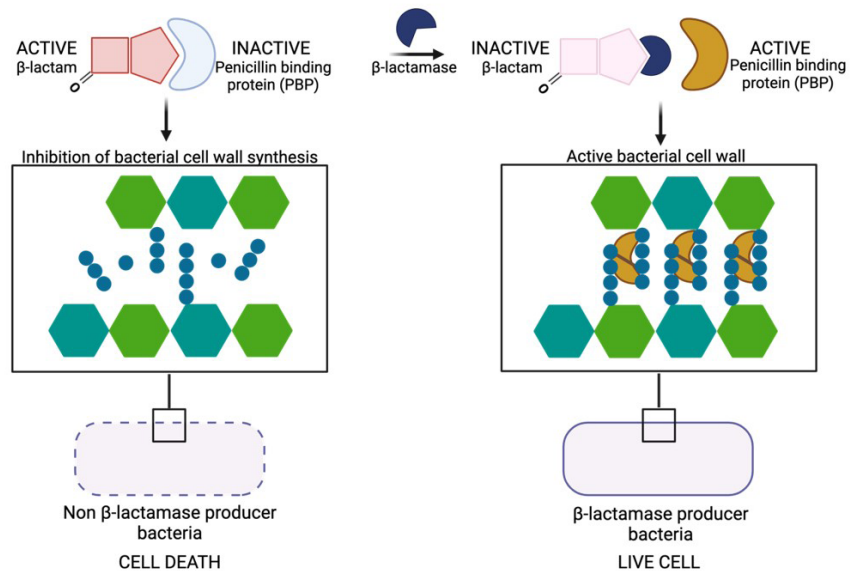 ACTIVE
β-lactam
O
INACTIVE
Penicillin binding
protein (PBP)
β-lactamase
INACTIVE
β-lactam
O
ACTIVE
Penicillin binding
protein (PBP)
Inhibition of bacterial cell wall synthesis
Active bacterial cell wall
Non β-lactamase producer
bacteria
CELL DEATH
β-lactamase producer
bacteria
LIVE CELL